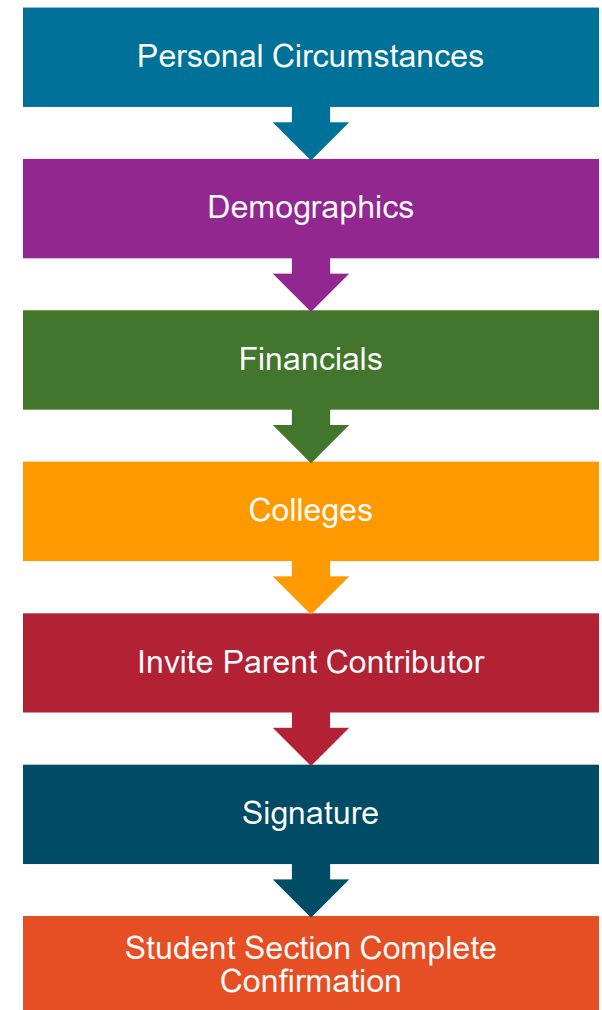 Personal Circumstances
Demographics
Financials
Colleges
Invite Parent Contributor
Signature
Student Section Complete
Confirmation